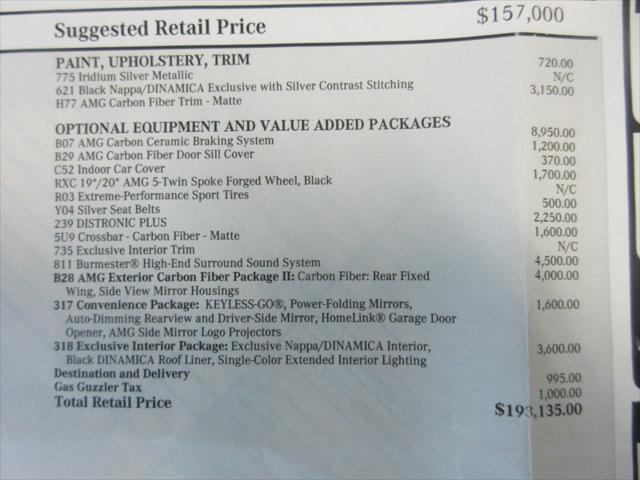 Suggested Retail Price $157,000
PAINT, UPHOLSTERY, TRIM
775 Iridium Silver Metallic 720.00
621 Black Nappa/DINAMICA Exclusive with Silver Contrast Stitching N/C
H77 AMG Carbon Fiber Trim - Matte 3,150.00
OPTIONAL EQUIPMENT AND VALUE ADDED PACKAGES
B07 AMG Carbon Ceramic Braking System 8,950.00
B29 AMG Carbon Fiber Door Sill Cover 1,200.00
C52 Indoor Car Cover 370.00
RXC 19"/20" AMG 5-Twin Spoke Forged Wheel, Black 1,700.00
R03 Extreme-Performance Sport Tires N/C
Y04 Silver Seat Belts 500.00
239 DISTRONIC PLUS 2,250.00
5U9 Crossbar - Carbon Fiber - Matte 1,600.00
735 Exclusive Interior Trim N/C
811 Burmester® High-End Surround Sound System 4,500.00
B28 AMG Exterior Carbon Fiber Package II: Carbon Fiber: Rear Fixed 4,000.00
Wing, Side View Mirror Housings
317 Convenience Package: KEYLESS-GO®, Power-Folding Mirrors, 1,600.00
Auto-Dimming Rearview and Driver-Side Mirror, HomeLink® Garage Door
Opener, AMG Side Mirror Logo Projectors
318 Exclusive Interior Package: Exclusive Nappa/DINAMICA Interior, 3,600.00
Black DINAMICA Roof Liner, Single-Color Extended Interior Lighting
Destination and Delivery 995.00
Gas Guzzler Tax 1,000.00
Total Retail Price $193,135.00